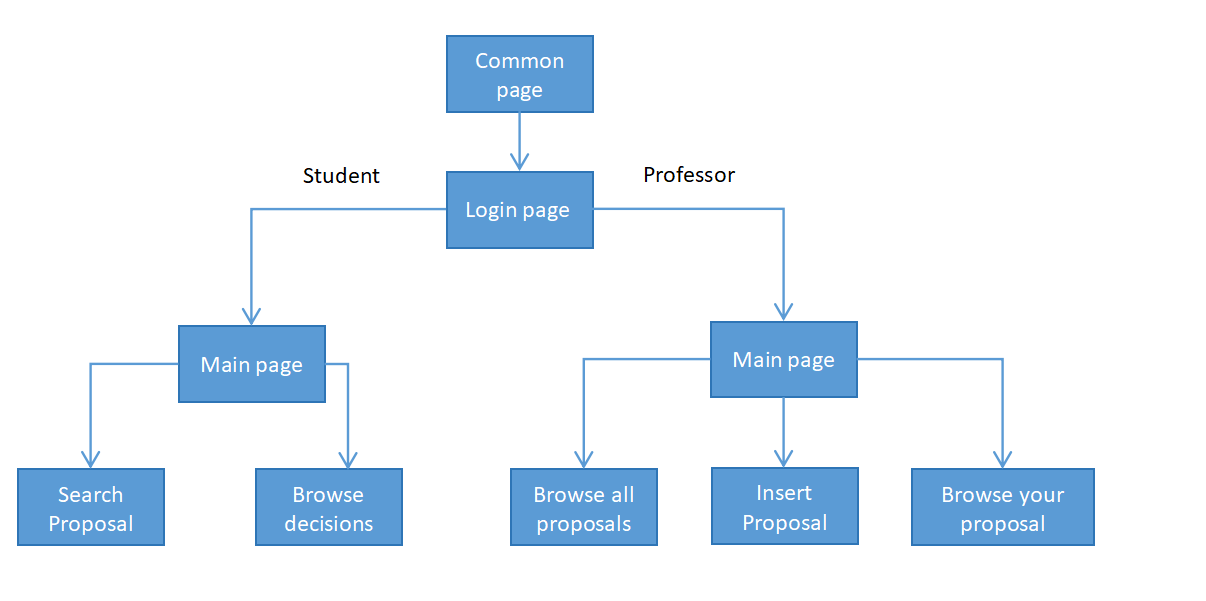 Common
page
Student
Professor
Login page
Main page
Main page
Search
Proposal
Browse
decisions
Browse all
proposals
Insert
Proposal
Browse your
proposal